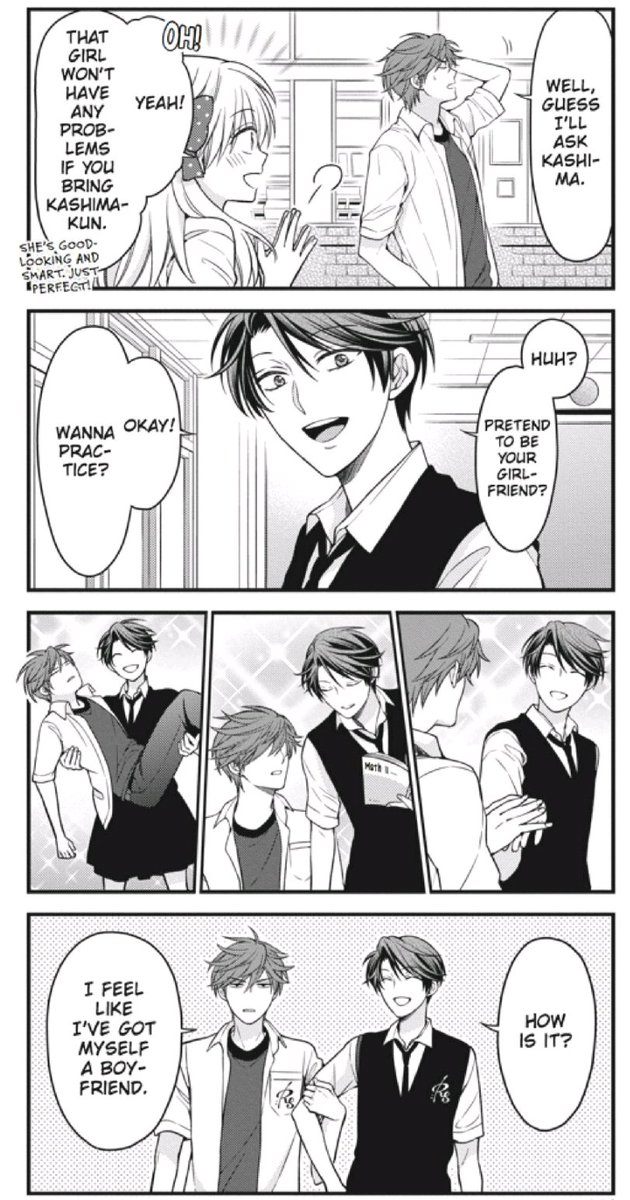 WELL,
GUESS
I'LL
ASK
KASHI-
MA.
OH!
YEAH!
THAT
GIRL
WON'T
HAVE
ANY
PROB-
LEMS
IF YOU
BRING
KASHIMA-
KUN.
SHE'S GOOD-
LOOKING AND
SMART. JUST
PERFECT!
HUH?
PRETEND
TO BE
YOUR
GIRL-
FRIEND?
OKAY!
WANNA
PRAC-
TICE?
Math II
HOW
IS IT?
I FEEL
LIKE
I'VE GOT
MYSELF
A BOY-
FRIEND.